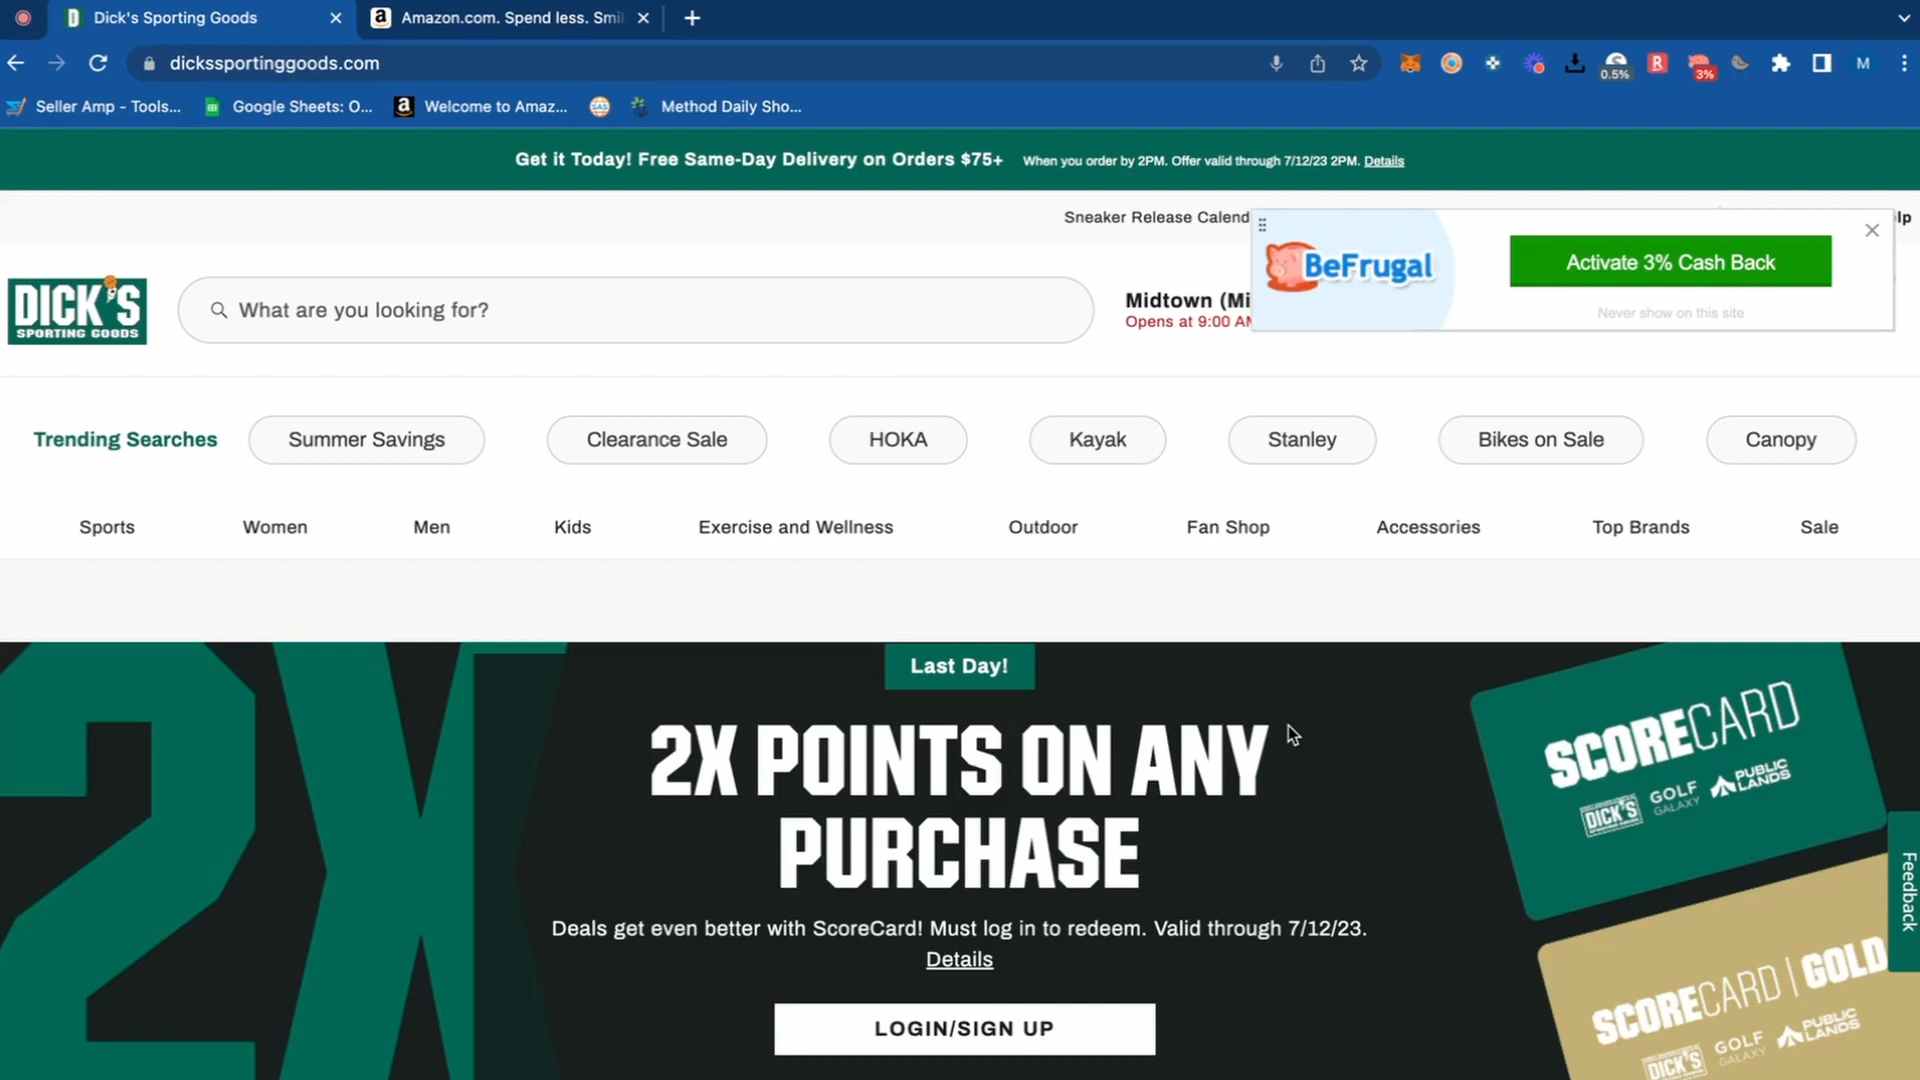 Dick's Sporting Goods
Amazon.com. Spend less. Smil
dickssportinggoods.com
0.5%
R
3%
M
Seller Amp - Tools...
Google Sheets: O...
Welcome to Amaz...
SAS
Method Daily Sho...
Get it Today! Free Same-Day Delivery on Orders $75+ When you order by 2PM. Offer valid through 7/12/23 2PM. Details
Sneaker Release Calend
lp
BeFrugal
Activate 3% Cash Back
Never show on this site
DICK'S
SPORTING GOODS
What are you looking for?
Midtown (Mi
Opens at 9:00 AM
Trending Searches
Summer Savings
Clearance Sale
HOKA
Kayak
Stanley
Bikes on Sale
Canopy
Sports
Women
Men
Kids
Exercise and Wellness
Outdoor
Fan Shop
Accessories
Top Brands
Sale
2X
Last Day!
2X POINTS ON ANY
PURCHASE
Deals get even better with ScoreCard! Must log in to redeem. Valid through 7/12/23.
Details
LOGIN/SIGN UP
SCORECARD
DICK'S
GOLF
GALAXY
PUBLIC
LANDS
SCORECARD | GOLD
DICK'S
GOLF
GALAXY
PUBLIC
LANDS
Feedback